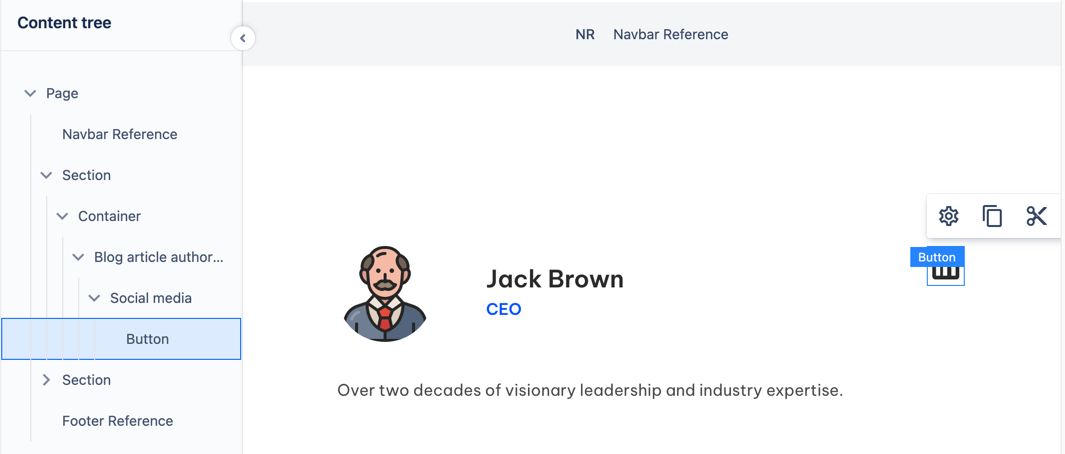 Content tree
Page
Navbar Reference
Section
Container
Blog article author...
Social media
Button
Section
Footer Reference
NR Navbar Reference
Button
Jack Brown
CEO
Over two decades of visionary leadership and industry expertise.